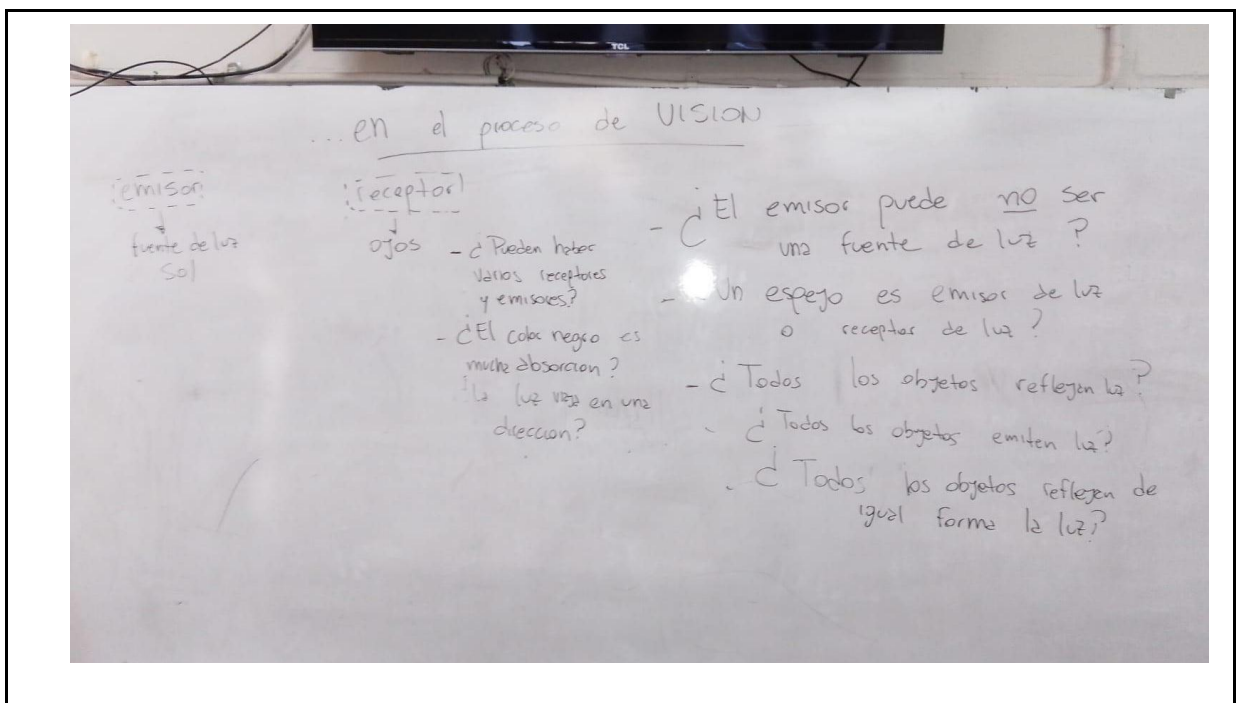 TCL
...en el proceso de VISION
emisor
fuente de luz
Sol
receptor
ojos
- ¿Pueden haber
varios receptores
y emisores?
- ¿El color negro es
mucha absorcion?
la luz viaja en una
direccion?
- ¿El emisor puede no ser
una fuente de luz?
- Un espejo es emisor de luz
o receptor de luz?
- ¿Todos los objetos reflejan luz?
- ¿Todos los objetos emiten luz?
- ¿Todos los objetos reflejen de
igual forma la luz?